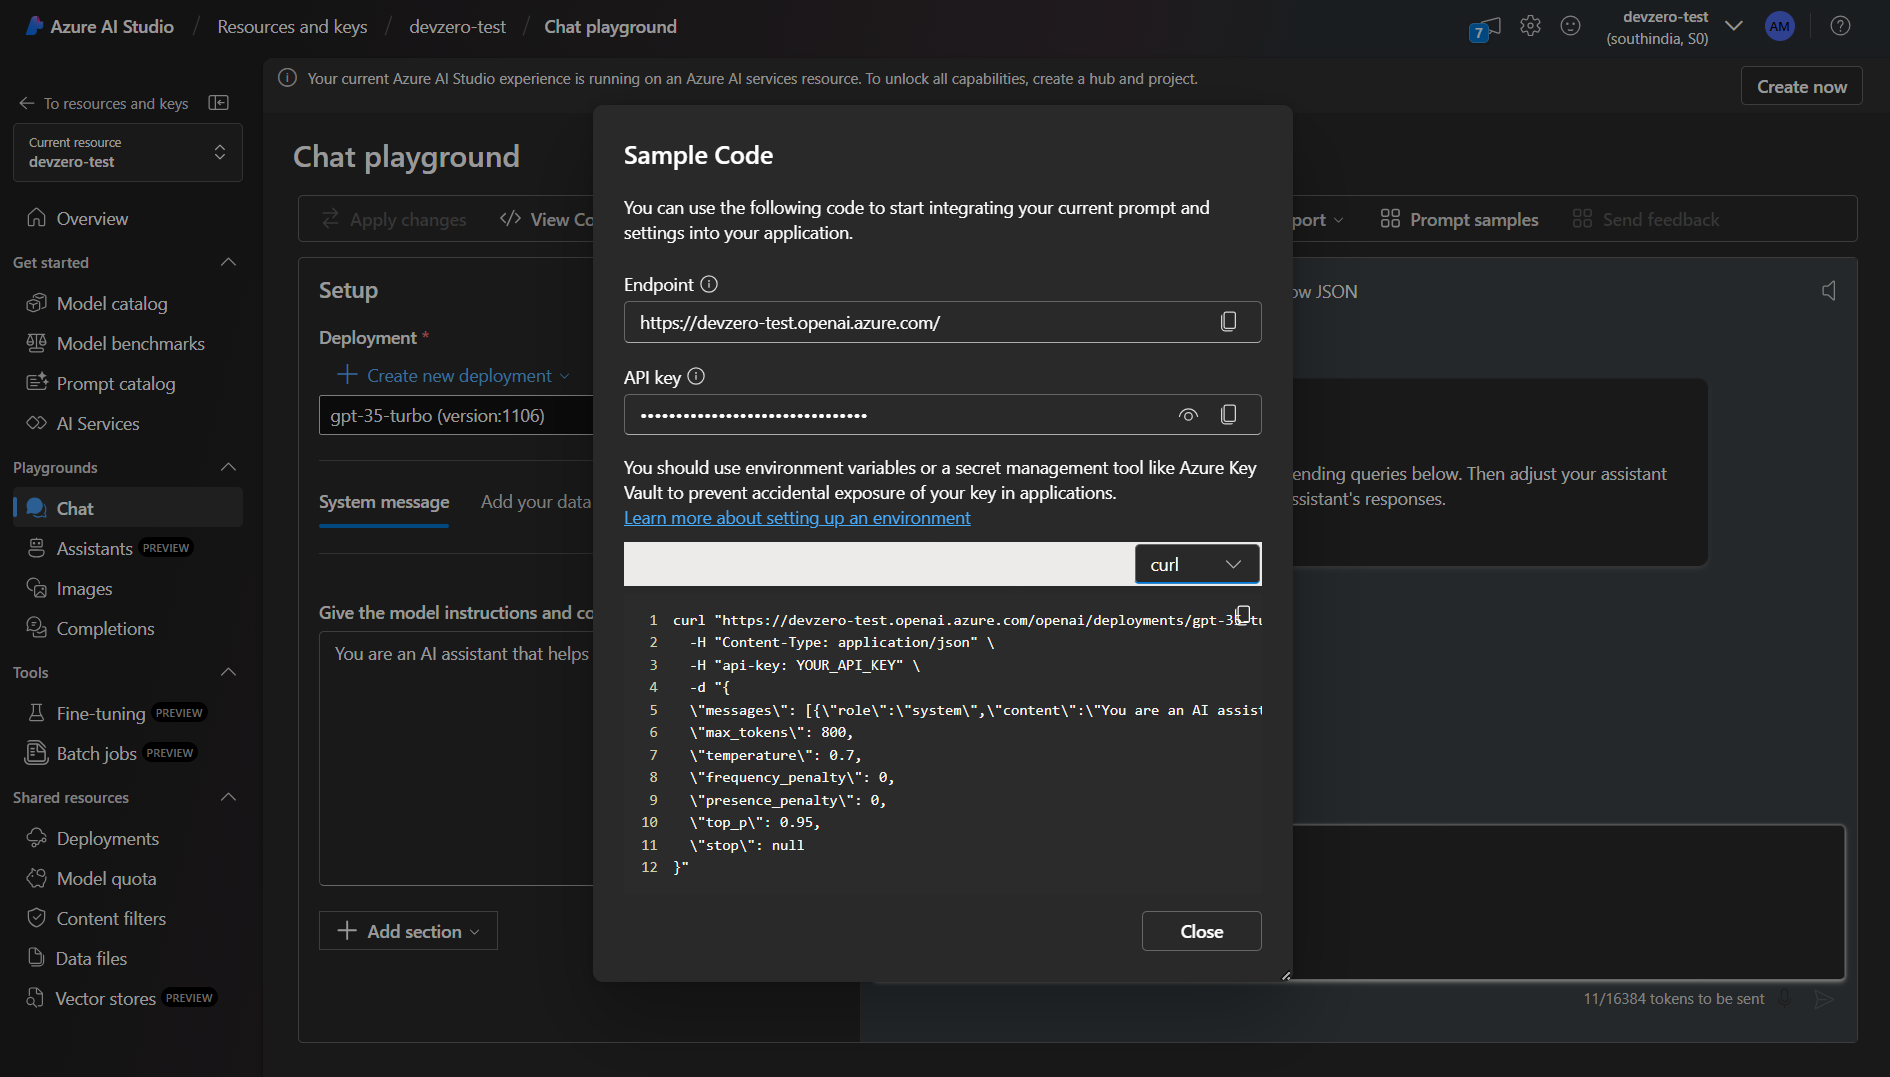 Azure AI Studio / Resources and keys / devzero-test / Chat playground
7
devzero-test
(southindia, S0)
AM
To resources and keys
Current resource
devzero-test
Overview
Get started
Model catalog
Model benchmarks
Prompt catalog
AI Services
Playgrounds
Chat
Assistants PREVIEW
Images
Completions
Tools
Fine-tuning PREVIEW
Batch jobs PREVIEW
Shared resources
Deployments
Model quota
Content filters
Data files
Vector stores PREVIEW
Your current Azure AI Studio experience is running on an Azure AI services resource. To unlock all capabilities, create a hub and project.
Create now
Chat playground
Apply changes
</> View Co
port
Prompt samples
Send feedback
Setup
Deployment *
Create new deployment
gpt-35-turbo (version:1106)
System message
Add your data
Give the model instructions and co
You are an AI assistant that helps
Add section
ow JSON
ending queries below. Then adjust your assistant
ssistant's responses.
11/16384 tokens to be sent
Sample Code
You can use the following code to start integrating your current prompt and
settings into your application.
Endpoint
https://devzero-test.openai.azure.com/
API key
••••••••••••••••••••••••••••••••
You should use environment variables or a secret management tool like Azure Key
Vault to prevent accidental exposure of your key in applications.
Learn more about setting up an environment
curl
1 curl "https://devzero-test.openai.azure.com/openai/deployments/gpt-35-tu
2 -H "Content-Type: application/json" \
3 -H "api-key: YOUR_API_KEY" \
4 -d "{
5 \"messages\": [{\"role\":\"system\",\"content\":\"You are an AI assist
6 \"max_tokens\": 800,
7 \"temperature\": 0.7,
8 \"frequency_penalty\": 0,
9 \"presence_penalty\": 0,
10 \"top_p\": 0.95,
11 \"stop\": null
12 }"
Close